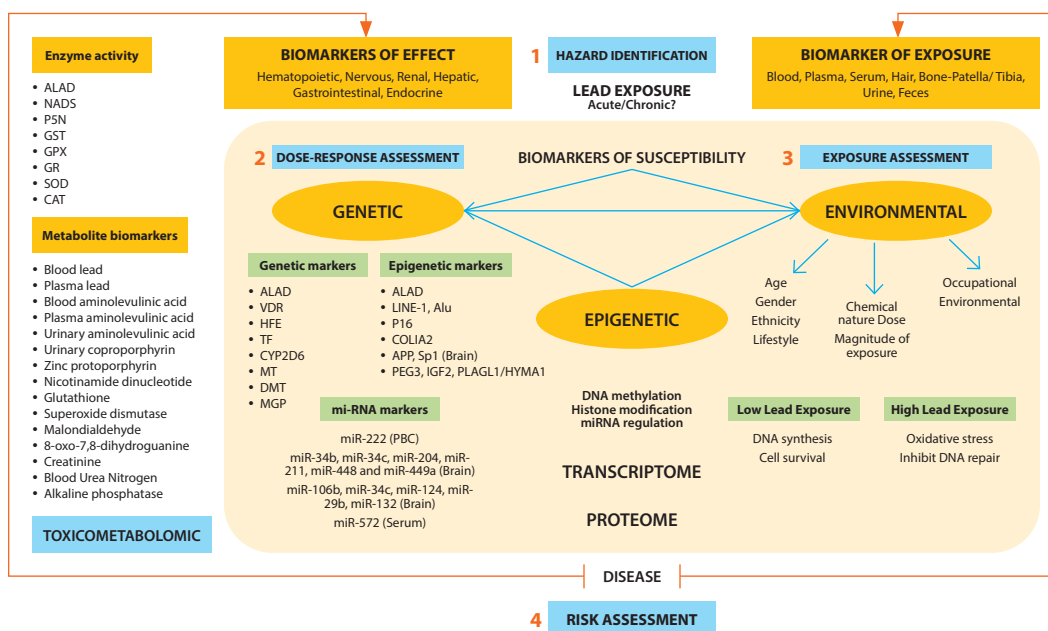 Enzyme activity
• ALAD
• NADS
• P5N
• GST
• GPX
• GR
• SOD
• CAT
Metabolite biomarkers
• Blood lead
• Plasma lead
• Blood aminolevulinic acid
• Plasma aminolevulinic acid
• Urinary aminolevulinic acid
• Urinary coproporphyrin
• Zinc protoporphyrin
• Nicotinamide dinucleotide
• Glutathione
• Superoxide dismutase
• Malondialdehyde
• 8-oxo-7,8-dihydroguanine
• Creatinine
• Blood Urea Nitrogen
• Alkaline phosphatase
TOXICOMETABOLOMIC
BIOMARKERS OF EFFECT
Hematopoietic, Nervous, Renal, Hepatic,
Gastrointestinal, Endocrine
1 HAZARD IDENTIFICATION
LEAD EXPOSURE
Acute/Chronic?
BIOMARKER OF EXPOSURE
Blood, Plasma, Serum, Hair, Bone-Patella/ Tibia,
Urine, Feces
2 DOSE-RESPONSE ASSESSMENT
BIOMARKERS OF SUSCEPTIBILITY
3 EXPOSURE ASSESSMENT
GENETIC
ENVIRONMENTAL
EPIGENETIC
Genetic markers
• ALAD
• VDR
• HFE
• TF
• CYP2D6
• MT
• DMT
• MGP
Epigenetic markers
• ALAD
• LINE-1, Alu
• P16
• COLIA2
• APP, Sp1 (Brain)
• PEG3, IGF2, PLAGL1/HYMA1
mi-RNA markers
miR-222 (PBC)
miR-34b, miR-34c, miR-204, miR-
211, miR-448 and miR-449a (Brain)
miR-106b, miR-34c, miR-124, miR-
29b, miR-132 (Brain)
miR-572 (Serum)
DNA methylation
Histone modification
miRNA regulation
TRANSCRIPTOME
PROTEOME
Age
Gender
Ethnicity
Lifestyle
Chemical
nature Dose
Magnitude of
exposure
Occupational
Environmental
Low Lead Exposure
DNA synthesis
Cell survival
High Lead Exposure
Oxidative stress
Inhibit DNA repair
DISEASE
4 RISK ASSESSMENT